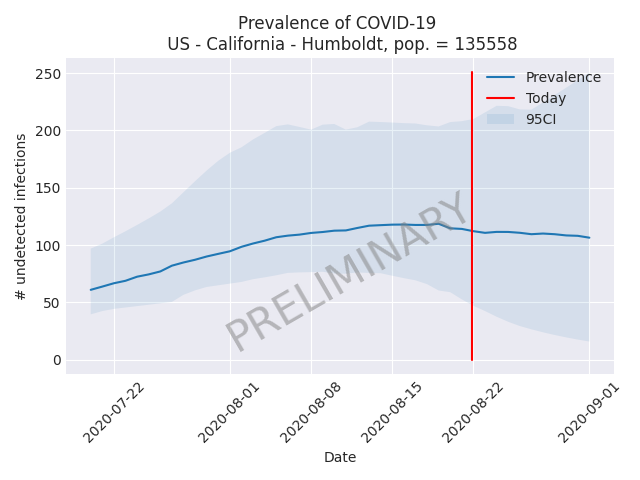 Prevalence of COVID-19
US - California - Humboldt, pop. = 135558
250
200
150
100
50
0
# undetected infections
Prevalence
Today
95CI
PRELIMINARY
2020-07-22
2020-08-01
2020-08-08
2020-08-15
2020-08-22
2020-09-01
Date